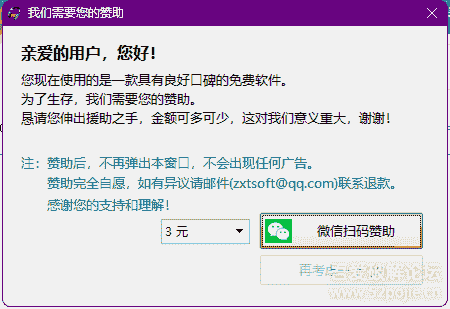 我们需要您的赞助
亲爱的用户，您好！
您现在使用的是一款具有良好口碑的免费软件。
为了生存，我们需要您的赞助。
恳请您伸出援助之手，金额可多可少，这对我们意义重大，谢谢！
注：赞助后，不再弹出本窗口，不会出现任何广告。
赞助完全自愿，如有异议请邮件(zxtsoft@qq.com)联系退款。
感谢您的支持和理解！
3 元
微信扫码赞助
再考虑
www.52pojie.cn